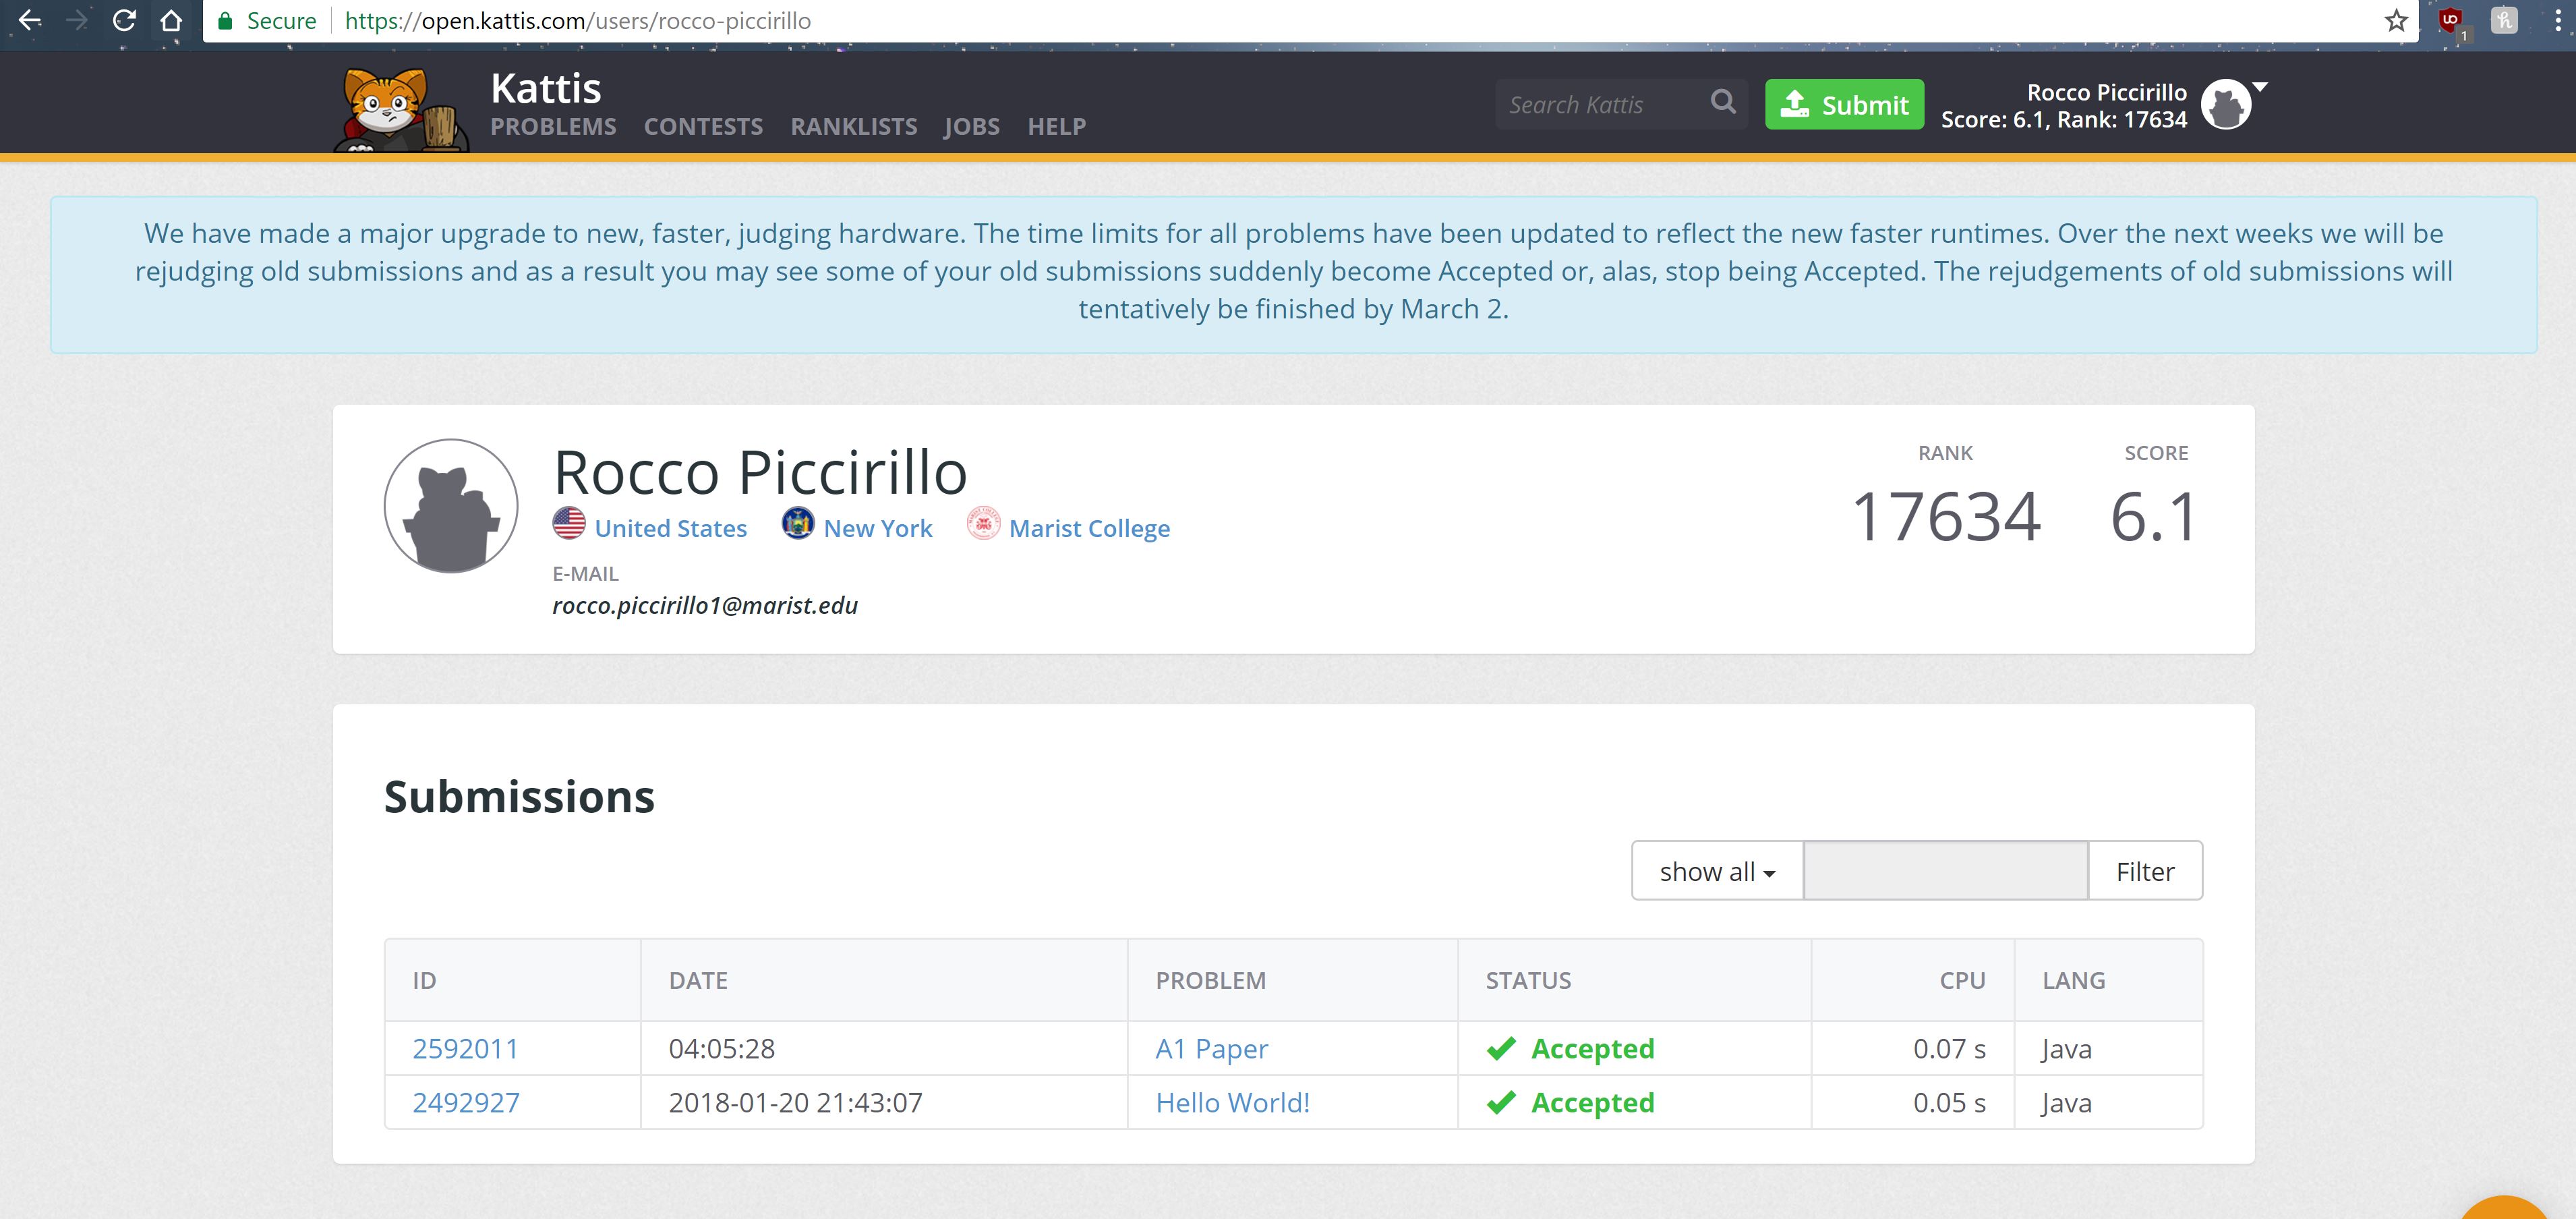 Secure https://open.kattis.com/users/rocco-piccirillo
1
Kattis
PROBLEMS CONTESTS RANKLISTS JOBS HELP
Search Kattis
Submit
Rocco Piccirillo
Score: 6.1, Rank: 17634
We have made a major upgrade to new, faster, judging hardware. The time limits for all problems have been updated to reflect the new faster runtimes. Over the next weeks we will be
rejudging old submissions and as a result you may see some of your old submissions suddenly become Accepted or, alas, stop being Accepted. The rejudgements of old submissions will
tentatively be finished by March 2.
Rocco Piccirillo
United States New York Marist College
E-MAIL
rocco.piccirillo1@marist.edu
RANK SCORE
17634 6.1
Submissions
show all Filter
ID DATE PROBLEM STATUS CPU LANG
2592011 04:05:28 A1 Paper Accepted 0.07 s Java
2492927 2018-01-20 21:43:07 Hello World! Accepted 0.05 s Java